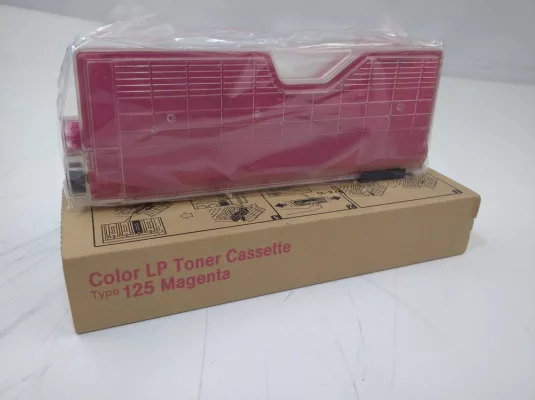 Color LP Toner Cassette
Type 125 Magenta